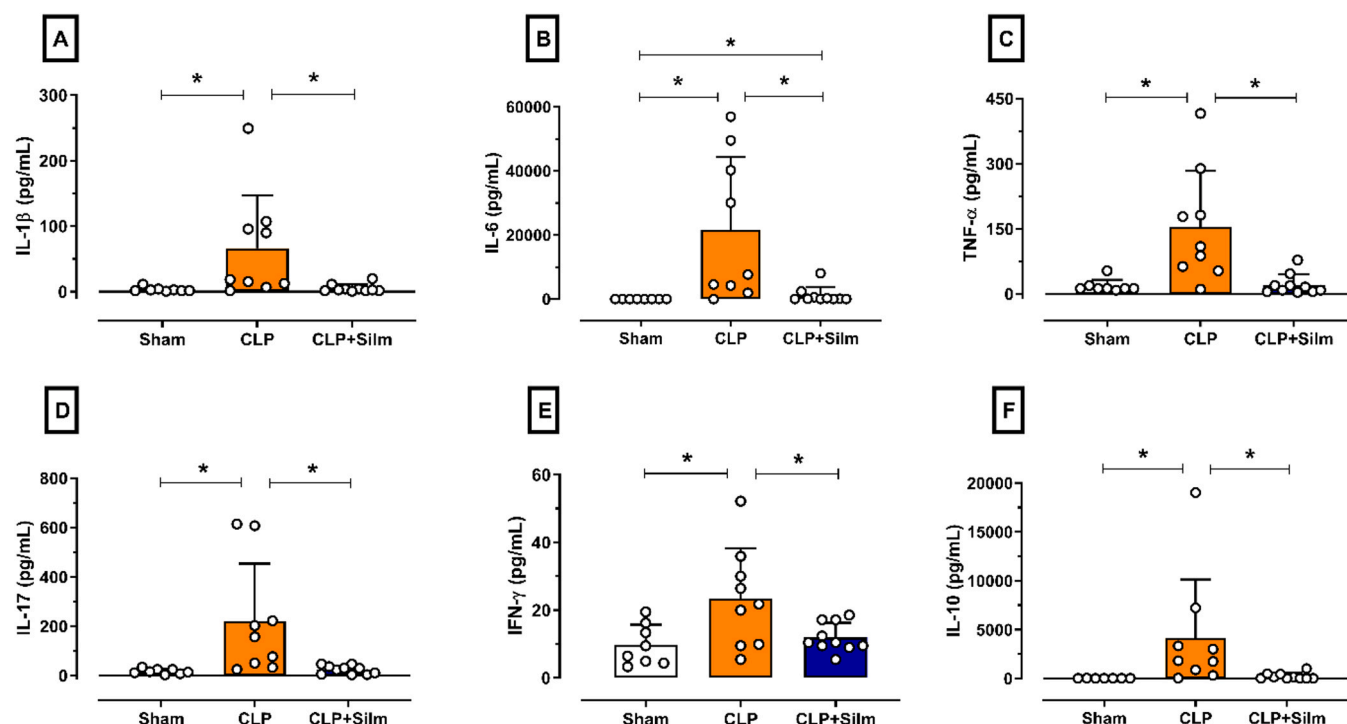 A
*
*
IL-1β (pg/mL)
300
200
100
0
Sham
CLP
CLP+Silm
B
*
*
*
IL-6 (pg/mL)
60000
40000
20000
0
Sham
CLP
CLP+Silm
C
*
*
TNF-α (pg/mL)
450
300
150
0
Sham
CLP
CLP+Silm
D
*
*
IL-17 (pg/mL)
800
600
400
200
0
Sham
CLP
CLP+Silm
E
*
*
IFN-γ (pg/mL)
60
40
20
0
Sham
CLP
CLP+Silm
F
*
*
IL-10 (pg/mL)
20000
15000
10000
5000
0
Sham
CLP
CLP+Silm